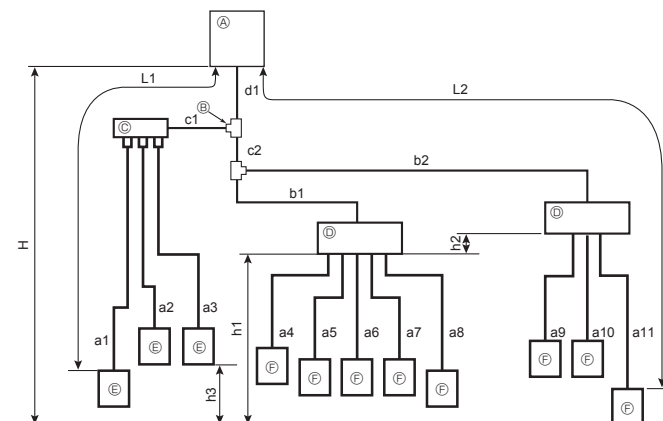 Ⓐ
L1
d1
L2
Ⓑ
Ⓒ
c1
c2
b2
b1
Ⓓ
Ⓓ
H
h2
h1
a1
a2
a3
a4
a5
a6
a7
a8
a9
a10
a11
Ⓔ
Ⓔ
Ⓔ
h3
Ⓕ
Ⓕ
Ⓕ
Ⓕ
Ⓕ
Ⓕ
Ⓕ
Ⓕ